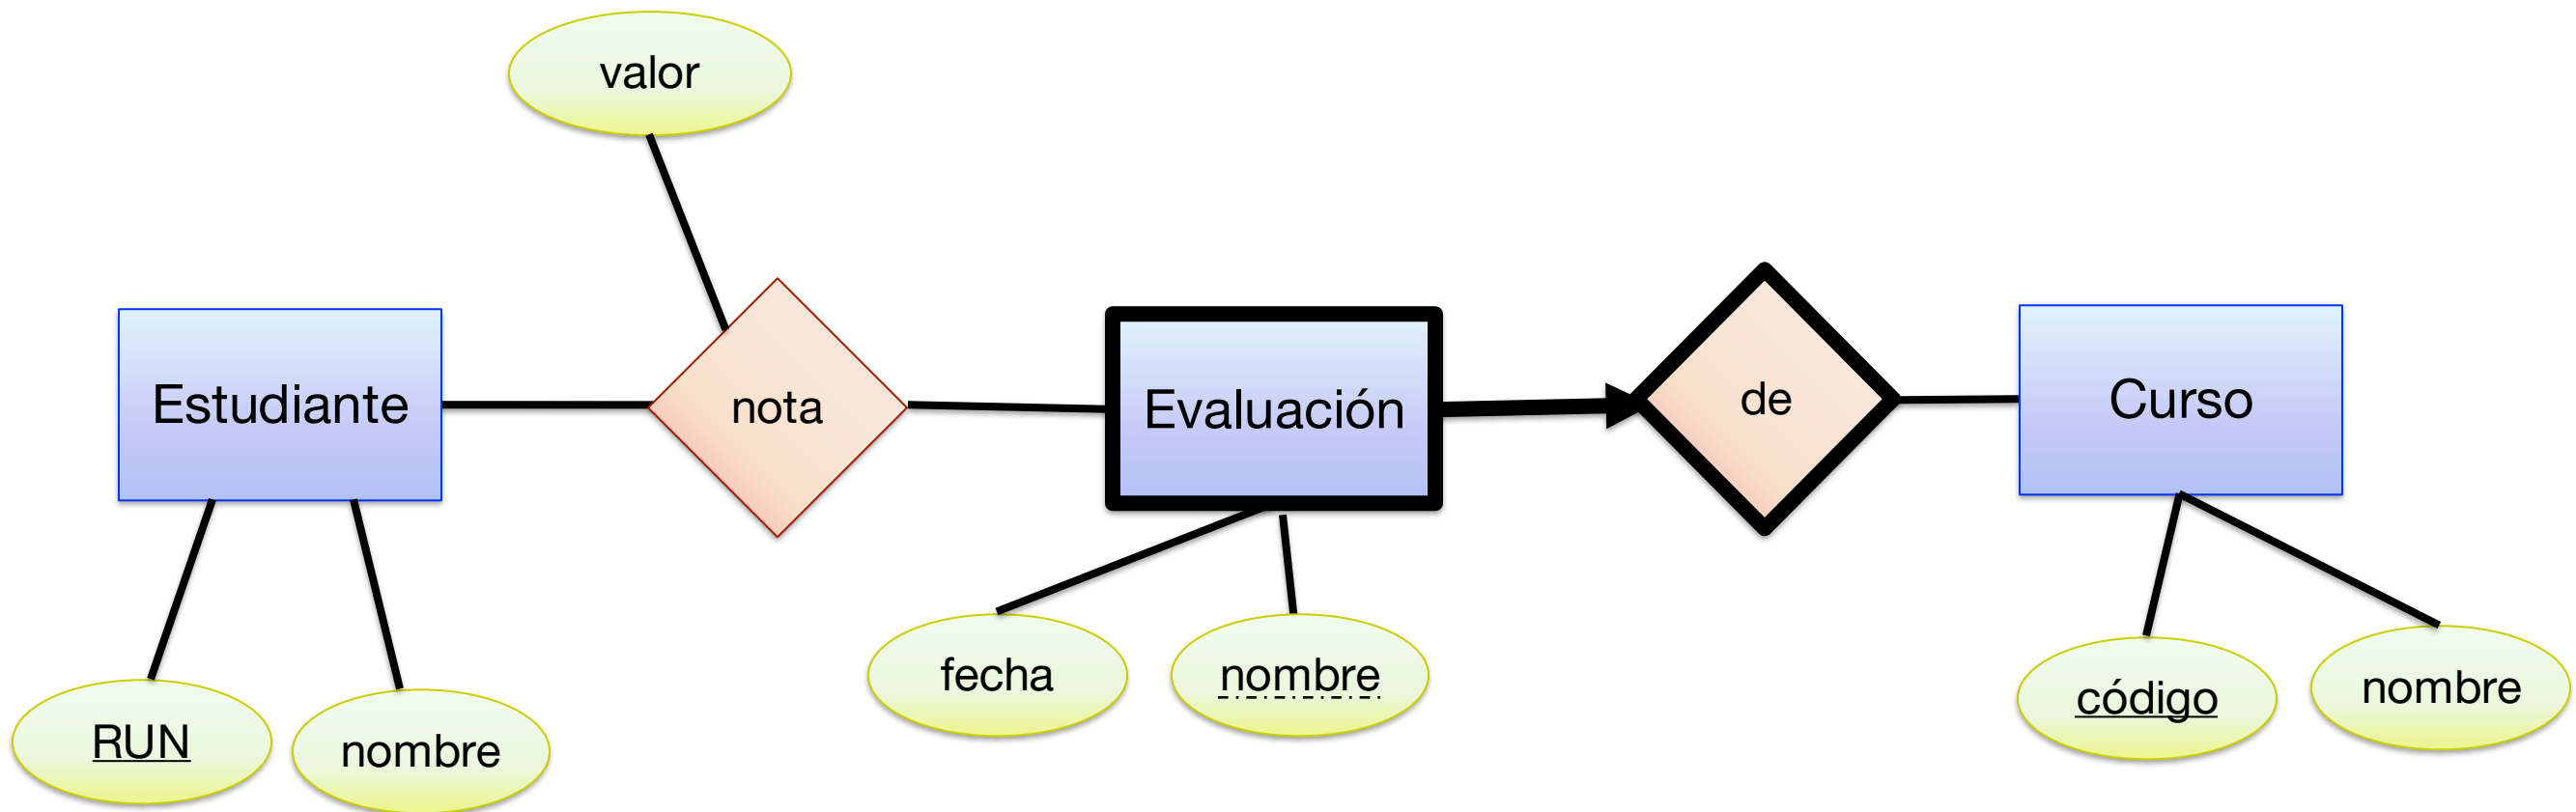 valor
Estudiante
nota
Evaluación
de
Curso
RUN
nombre
fecha
nombre
código
nombre